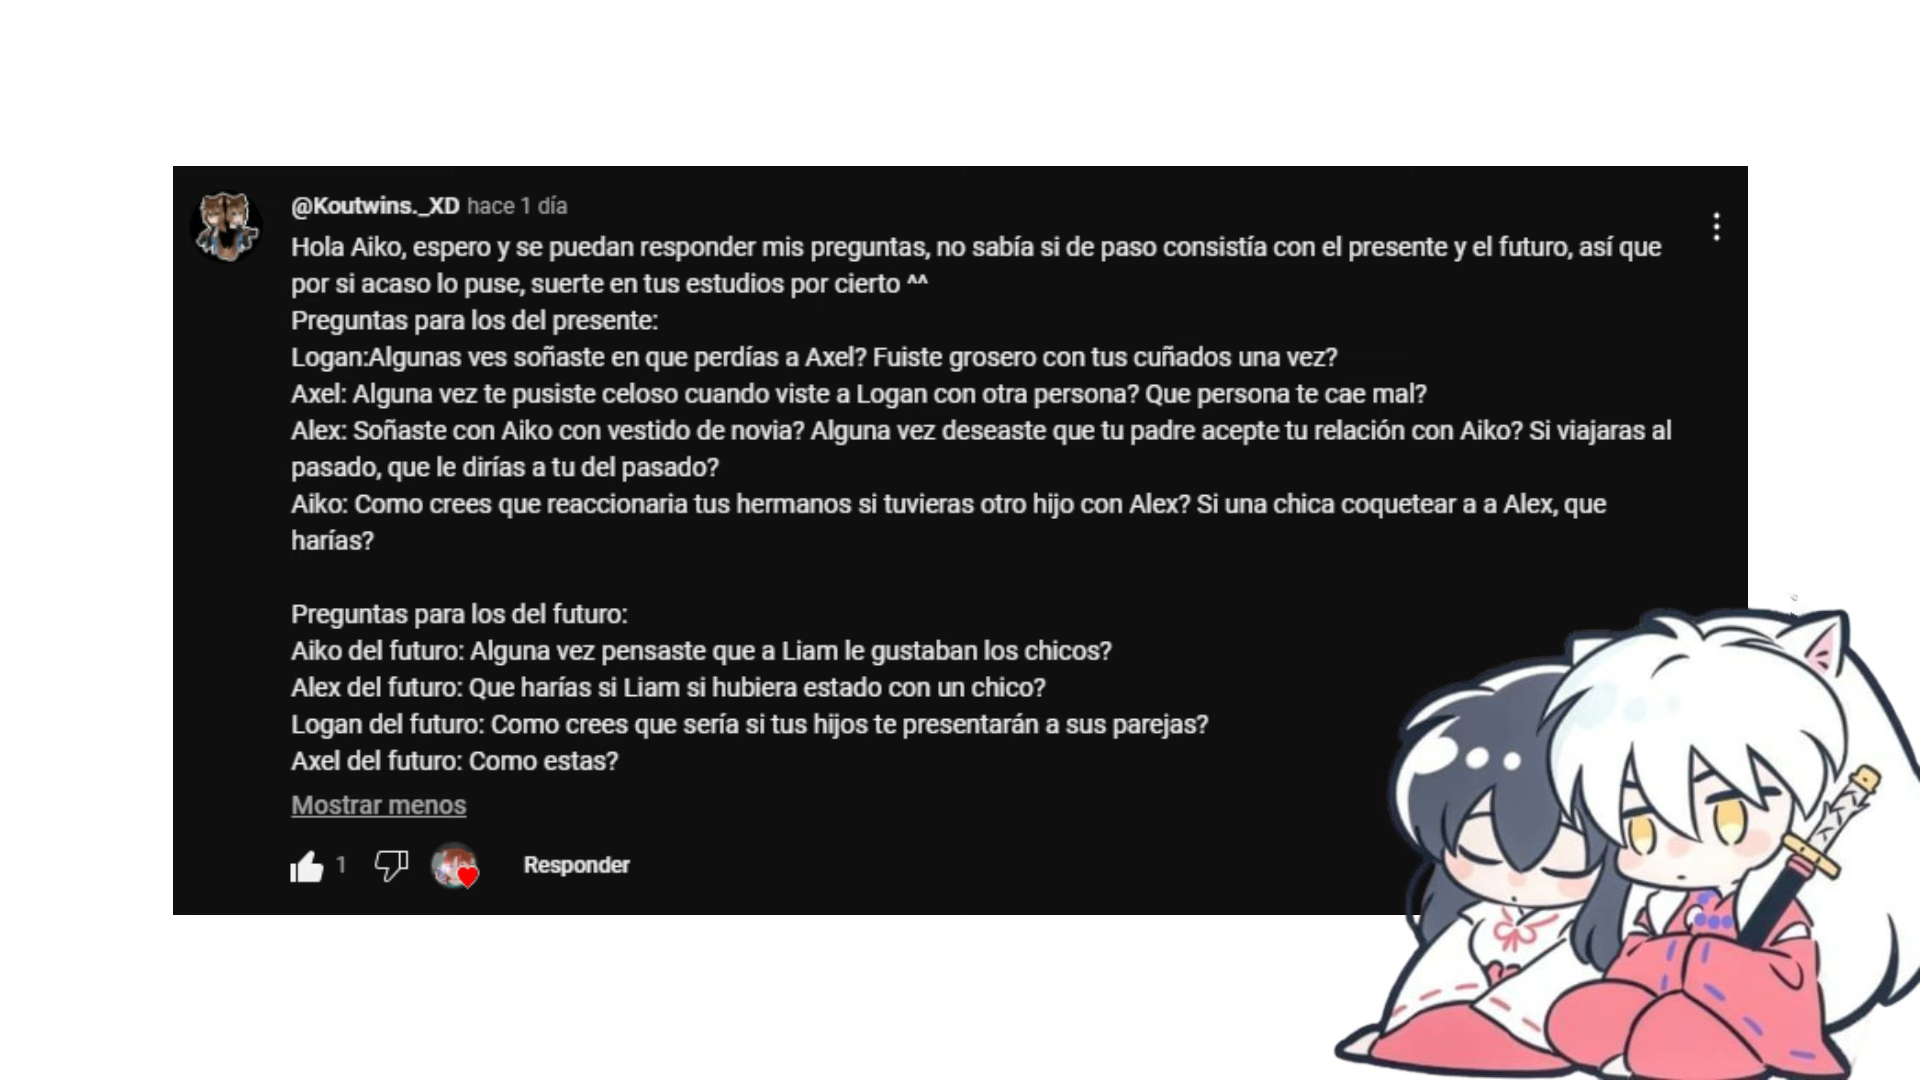 @Koutwins._XD hace 1 día
Hola Aiko, espero y se puedan responder mis preguntas, no sabía si de paso consistía con el presente y el futuro, así que
por si acaso lo puse, suerte en tus estudios por cierto ^^
Preguntas para los del presente:
Logan:Algunas ves soñaste en que perdías a Axel? Fuiste grosero con tus cuñados una vez?
Axel: Alguna vez te pusiste celoso cuando viste a Logan con otra persona? Que persona te cae mal?
Alex: Soñaste con Aiko con vestido de novia? Alguna vez deseaste que tu padre acepte tu relación con Aiko? Si viajaras al
pasado, que le dirías a tu del pasado?
Aiko: Como crees que reaccionaria tus hermanos si tuvieras otro hijo con Alex? Si una chica coquetear a a Alex, que
harías?
Preguntas para los del futuro:
Aiko del futuro: Alguna vez pensaste que a Liam le gustaban los chicos?
Alex del futuro: Que harías si Liam si hubiera estado con un chico?
Logan del futuro: Como crees que sería si tus hijos te presentarán a sus parejas?
Axel del futuro: Como estas?
Mostrar menos
1 Responder